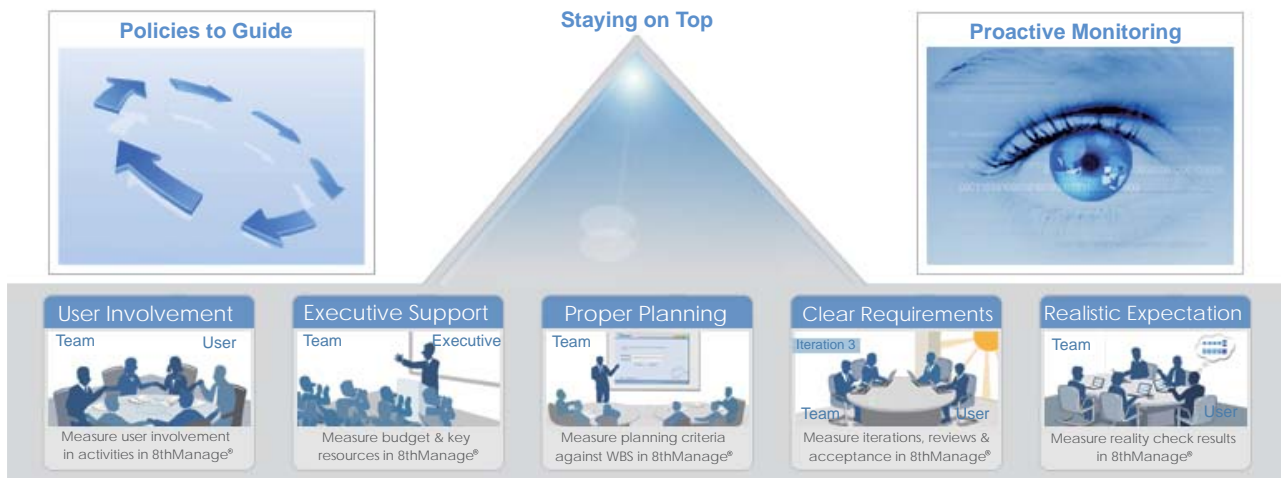 Policies to Guide
Staying on Top
Proactive Monitoring
User Involvement
Team
User
Measure user involvement
in activities in 8thManage®
Executive Support
Team
Executive
Measure budget & key
resources in 8thManage®
Proper Planning
Team
Measure planning criteria
against WBS in 8thManage®
Clear Requirements
Iteration 3
Team
User
Measure iterations, reviews &
acceptance in 8thManage®
Realistic Expectation
Team
User
Measure reality check results
in 8thManage®